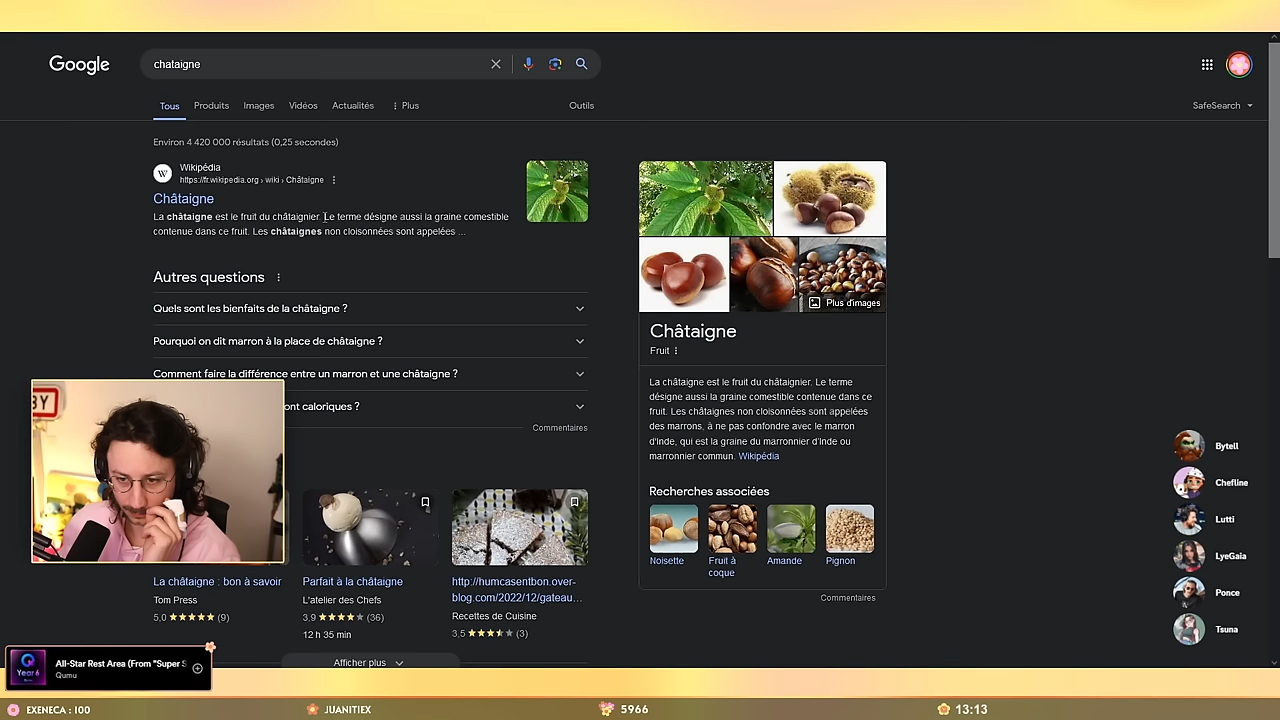 Google
chataigne
Tous
Produits
Images
Vidéos
Actualités
Plus
Outils
SafeSearch
Environ 4 420 000 résultats (0,25 secondes)
W
Wikipédia
https://fr.wikipedia.org › wiki › Châtaigne
Châtaigne
La châtaigne est le fruit du châtaignier. Le terme désigne aussi la graine comestible
contenue dans ce fruit. Les châtaignes non cloisonnées sont appelées ...
Autres questions
Quels sont les bienfaits de la châtaigne ?
Pourquoi on dit marron à la place de châtaigne ?
Comment faire la différence entre un marron et une châtaigne ?
ont caloriques ?
Commentaires
BY
La châtaigne : bon à savoir
Tom Press
5,0 ★★★★★ (9)
Parfait à la châtaigne
L'atelier des Chefs
3,9 ★★★★★ (36)
12 h 35 min
http://humcasentbon.over-
blog.com/2022/12/gateau...
Recettes de Cuisine
3,5 ★★★★★ (3)
Afficher plus
Plus d'images
Châtaigne
Fruit
La châtaigne est le fruit du châtaignier. Le terme
désigne aussi la graine comestible contenue dans ce
fruit. Les châtaignes non cloisonnées sont appelées
des marrons, à ne pas confondre avec le marron
d'Inde, qui est la graine du marronnier d'Inde ou
marronnier commun. Wikipédia
Recherches associées
Noisette
Fruit à
coque
Amande
Pignon
Commentaires
Bytell
Chefline
Lutti
LyeGaia
Ponce
Tsuna
Year 6
All-Star Rest Area (From "Super S
Qumu
EXENECA : 100
JUANITIEX
5966
13:13